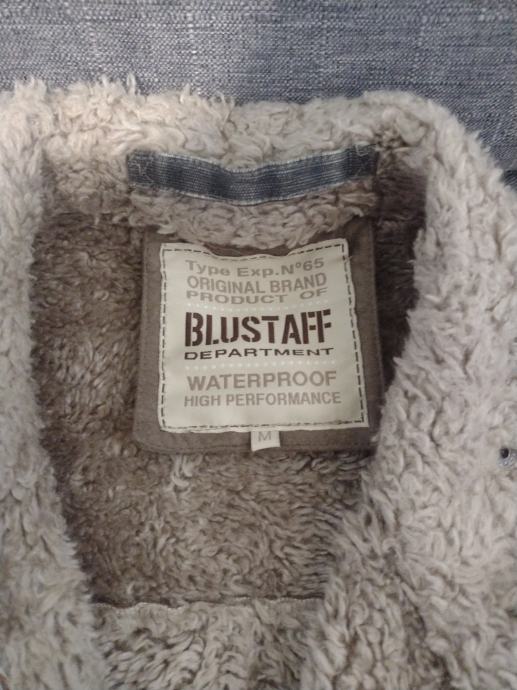 Type Exp.N°65
ORIGINAL BRAND
PRODUCT OF
BLUSTAFF
DEPARTMENT
WATERPROOF
HIGH PERFORMANCE
M